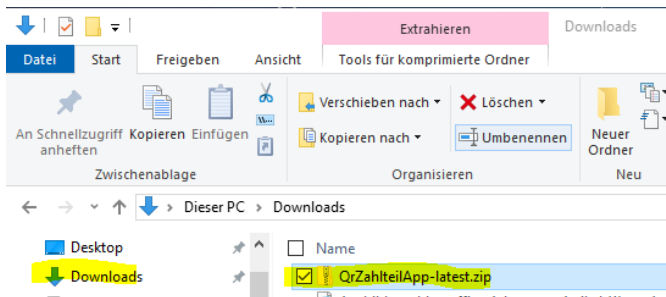 Extrahieren Downloads
Datei Start Freigeben Ansicht Tools für komprimierte Ordner
An Schnellzugriff anheften
Kopieren
Einfügen
Verschieben nach
Kopieren nach
Löschen
Umbenennen
Neuer Ordner
Zwischenablage Organisieren Neu
Dieser PC > Downloads
Desktop
Name
Downloads
QrZahlteilApp-latest.zip